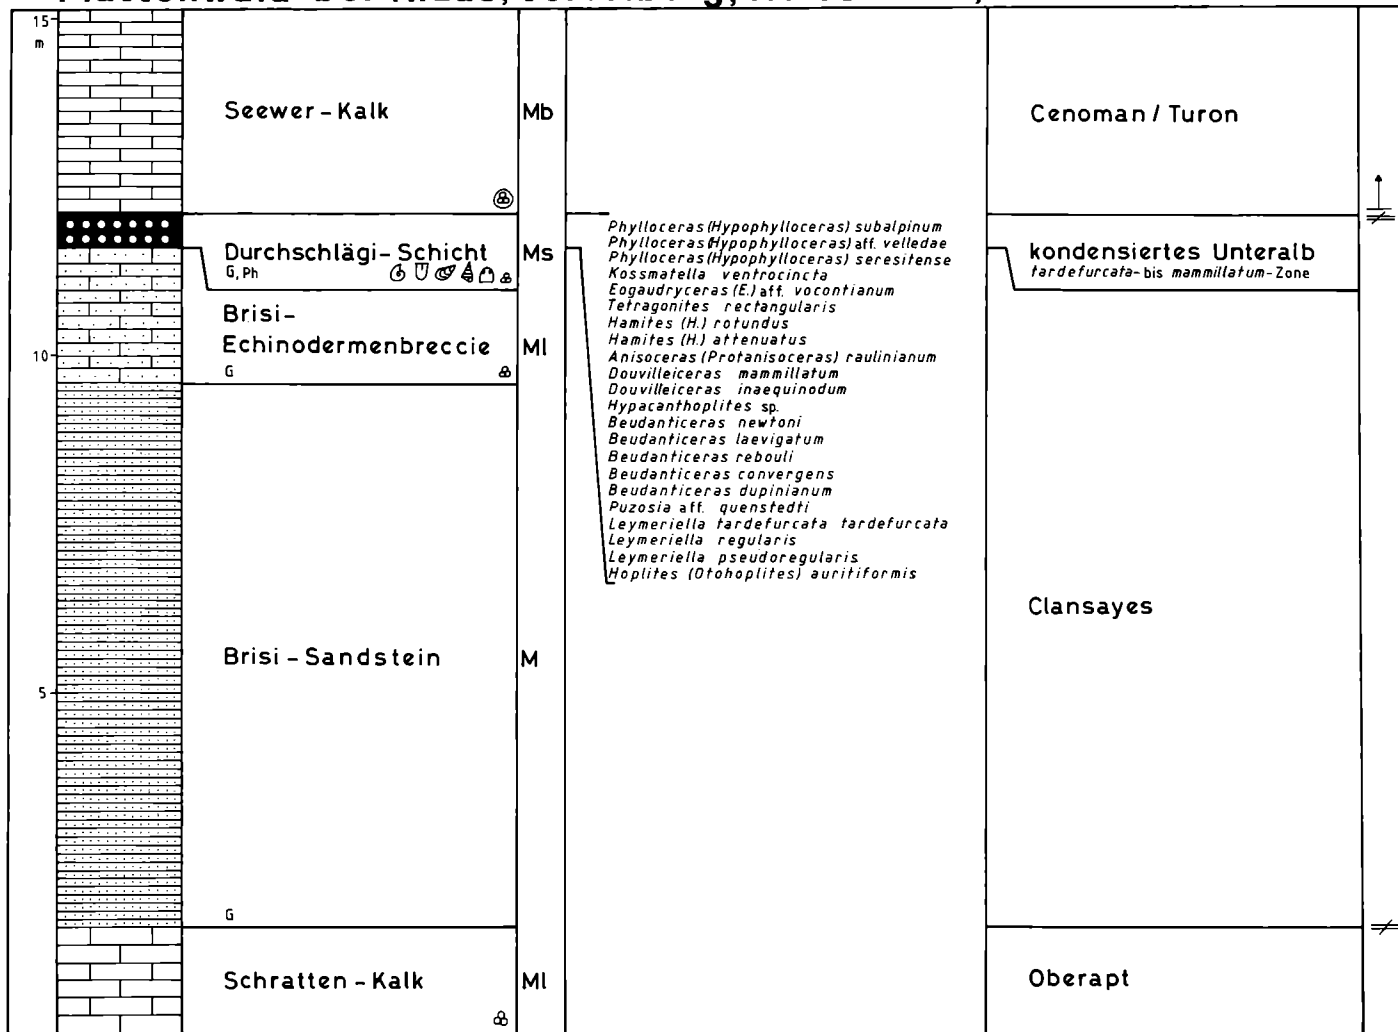 15
m
Seewer-Kalk
Mb
Cenoman / Turon
Durchschlägi-Schicht
G, Ph
Ms
Phylloceras (Hypophylloceras) subalpinum
Phylloceras (Hypophylloceras) aff. velledae
Phylloceras (Hypophylloceras) seresitense
Kossmatella ventrocincta
Eogaudryceras (E.) aff. vocontianum
Tetragonites rectangularis
Hamites (H.) rotundus
Hamites (H.) attenuatus
Anisoceras (Protanisoceras) raulinianum
Douvilleiceras mammillatum
Douvilleiceras inaequinodum
Hypacanthoplites sp.
Beudanticeras newtoni
Beudanticeras laevigatum
Beudanticeras rebouli
Beudanticeras convergens
Beudanticeras dupinianum
Puzosia aff. quenstedti
Leymeriella tardefurcata tardefurcata
Leymeriella regularis
Leymeriella pseudoregularis
Hoplites (Otohoplites) auritiformis
kondensiertes Unteralb
tardefurcata- bis mammillatum-Zone
Brisi-
Echinodermenbreccie
G
Ml
10
Brisi-Sandstein
M
Clansayes
5
G
Schratten-Kalk
Ml
Oberapt